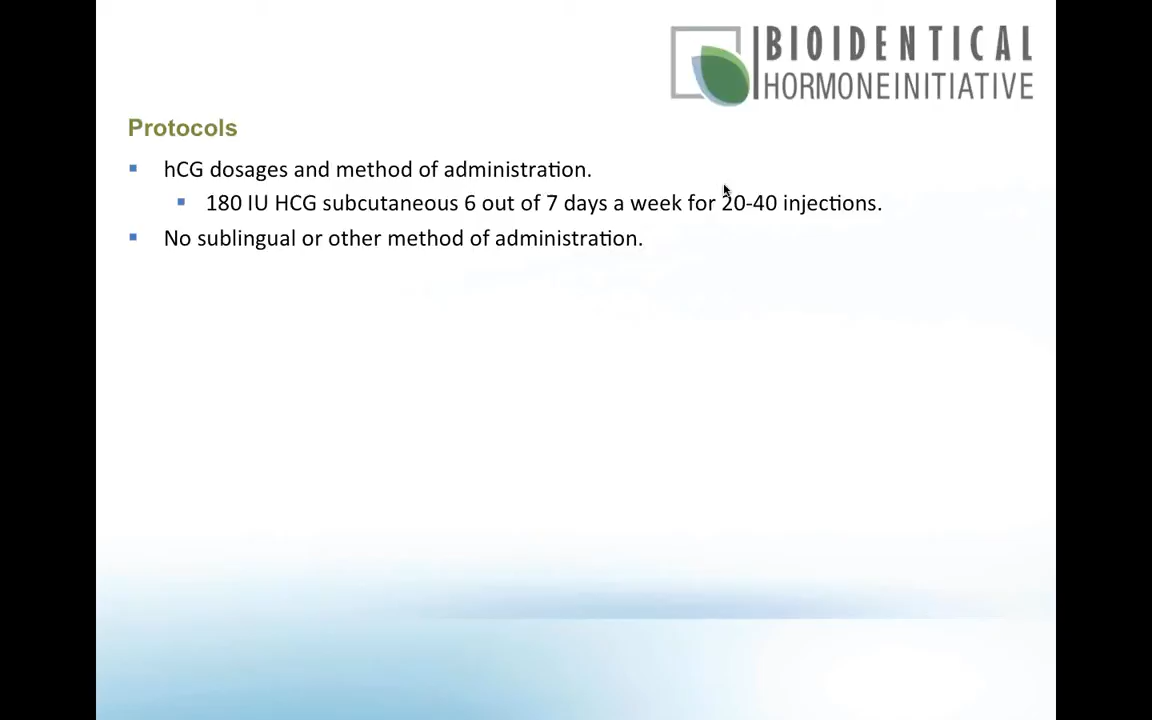 BIOIDENTICAL
HORMONEINITIATIVE
Protocols
hCG dosages and method of administration.
180 IU HCG subcutaneous 6 out of 7 days a week for 20-40 injections.
No sublingual or other method of administration.